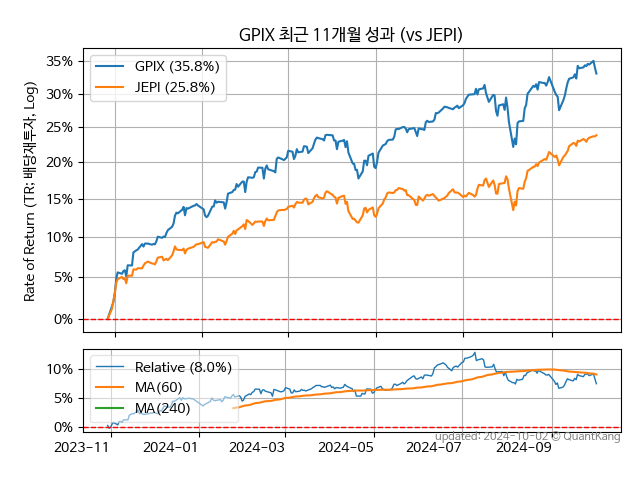 GPIX 최근 11개월 성과 (vs JEPI)
Rate of Return (TR; 배당재투자, Log)
35%
30%
25%
20%
15%
10%
5%
0%
GPIX (35.8%)
JEPI (25.8%)
10%
5%
0%
Relative (8.0%)
MA(60)
MA(240)
2023-11
2024-01
2024-03
2024-05
2024-07
2024-09
updated: 2024-10-02 © QuantKang